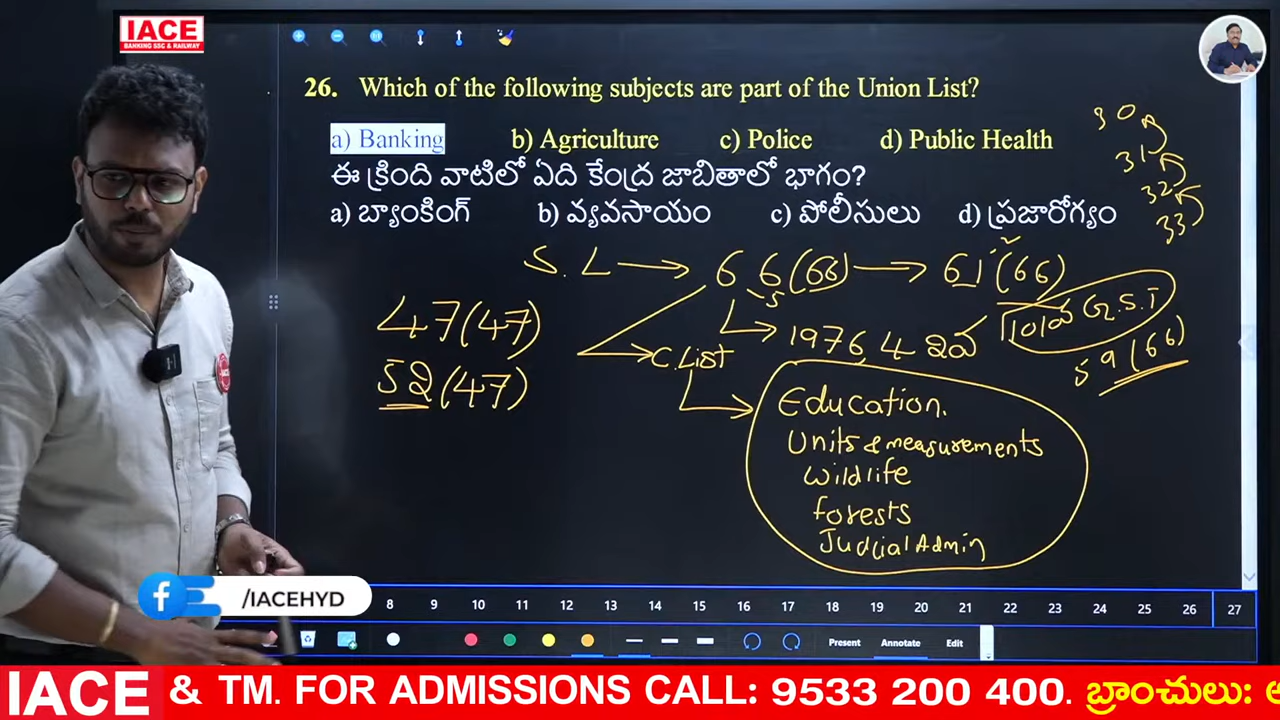 IACE
BANKING SSC & RAILWAY
26. Which of the following subjects are part of the Union List?
a) Banking b) Agriculture c) Police d) Public Health
ఈ క్రింది వాటిలో ఏది కేంద్ర జాబితాలో భాగం?
a) బ్యాంకింగ్ b) వ్యవసాయం c) పోలీసులు d) ప్రజారోగ్యం
30
31
32
33
S. L → 66 (66) → 61 (66)
5
47(47)
→ 1976, 42వ
101వ G.S.T
59 (66)
→ C. List
52 (47)
→ Education.
Units & measurements
Wildlife
Forests
Judcial Admin
/IACEHYD
8 9 10 11 12 13 14 15 16 17 18 19 20 21 22 23 24 25 26 27
Present Annotate Edit
IACE & TM. FOR ADMISSIONS CALL: 9533 200 400. బ్రాంచులు: